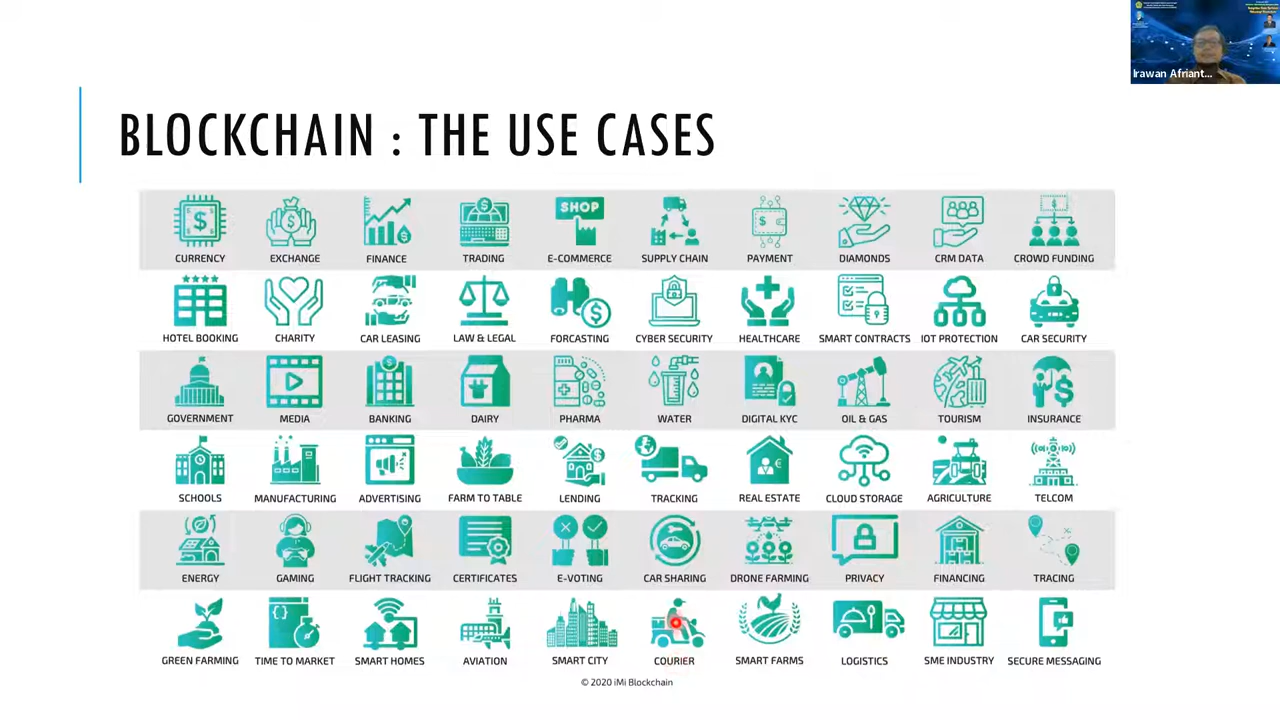 Irawan Afriant...
BLOCKCHAIN : THE USE CASES
SHOP
CURRENCY EXCHANGE FINANCE TRADING E-COMMERCE SUPPLY CHAIN PAYMENT DIAMONDS CRM DATA CROWD FUNDING
HOTEL BOOKING CHARITY CAR LEASING LAW & LEGAL FORCASTING CYBER SECURITY HEALTHCARE SMART CONTRACTS IOT PROTECTION CAR SECURITY
GOVERNMENT MEDIA BANKING DAIRY PHARMA WATER DIGITAL KYC OIL & GAS TOURISM INSURANCE
SCHOOLS MANUFACTURING ADVERTISING FARM TO TABLE LENDING TRACKING REAL ESTATE CLOUD STORAGE AGRICULTURE TELCOM
ENERGY GAMING FLIGHT TRACKING CERTIFICATES E-VOTING CAR SHARING DRONE FARMING PRIVACY FINANCING TRACING
GREEN FARMING TIME TO MARKET SMART HOMES AVIATION SMART CITY COURIER SMART FARMS LOGISTICS SME INDUSTRY SECURE MESSAGING
© 2020 iMi Blockchain